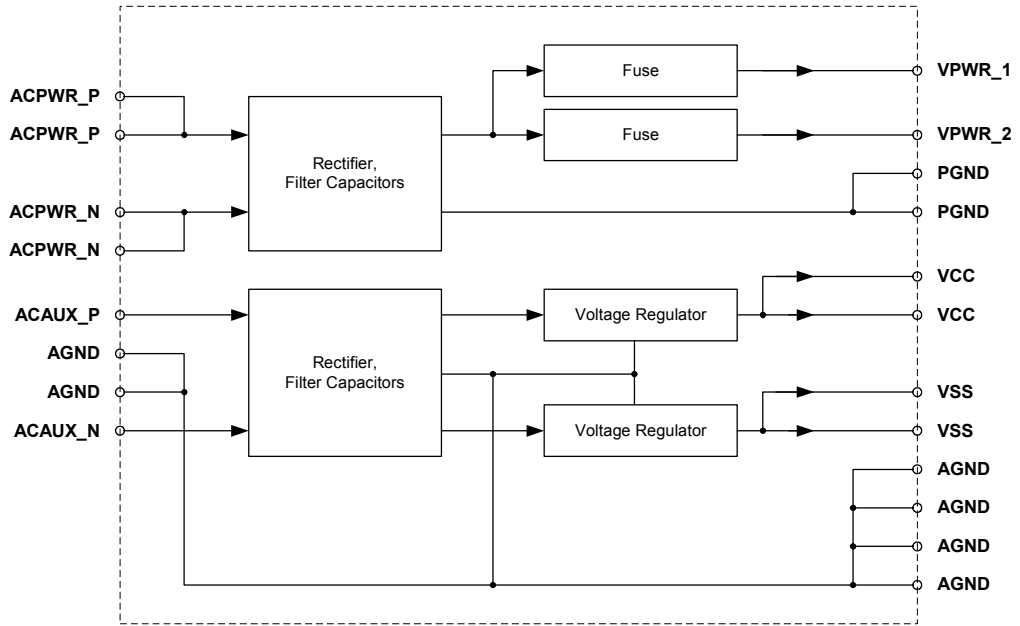 ACPWR_P
ACPWR_P
ACPWR_N
ACPWR_N
ACAUX_P
AGND
AGND
ACAUX_N
Rectifier,
Filter Capacitors
Rectifier,
Filter Capacitors
Fuse
Fuse
Voltage Regulator
Voltage Regulator
VPWR_1
VPWR_2
PGND
PGND
VCC
VCC
VSS
VSS
AGND
AGND
AGND
AGND